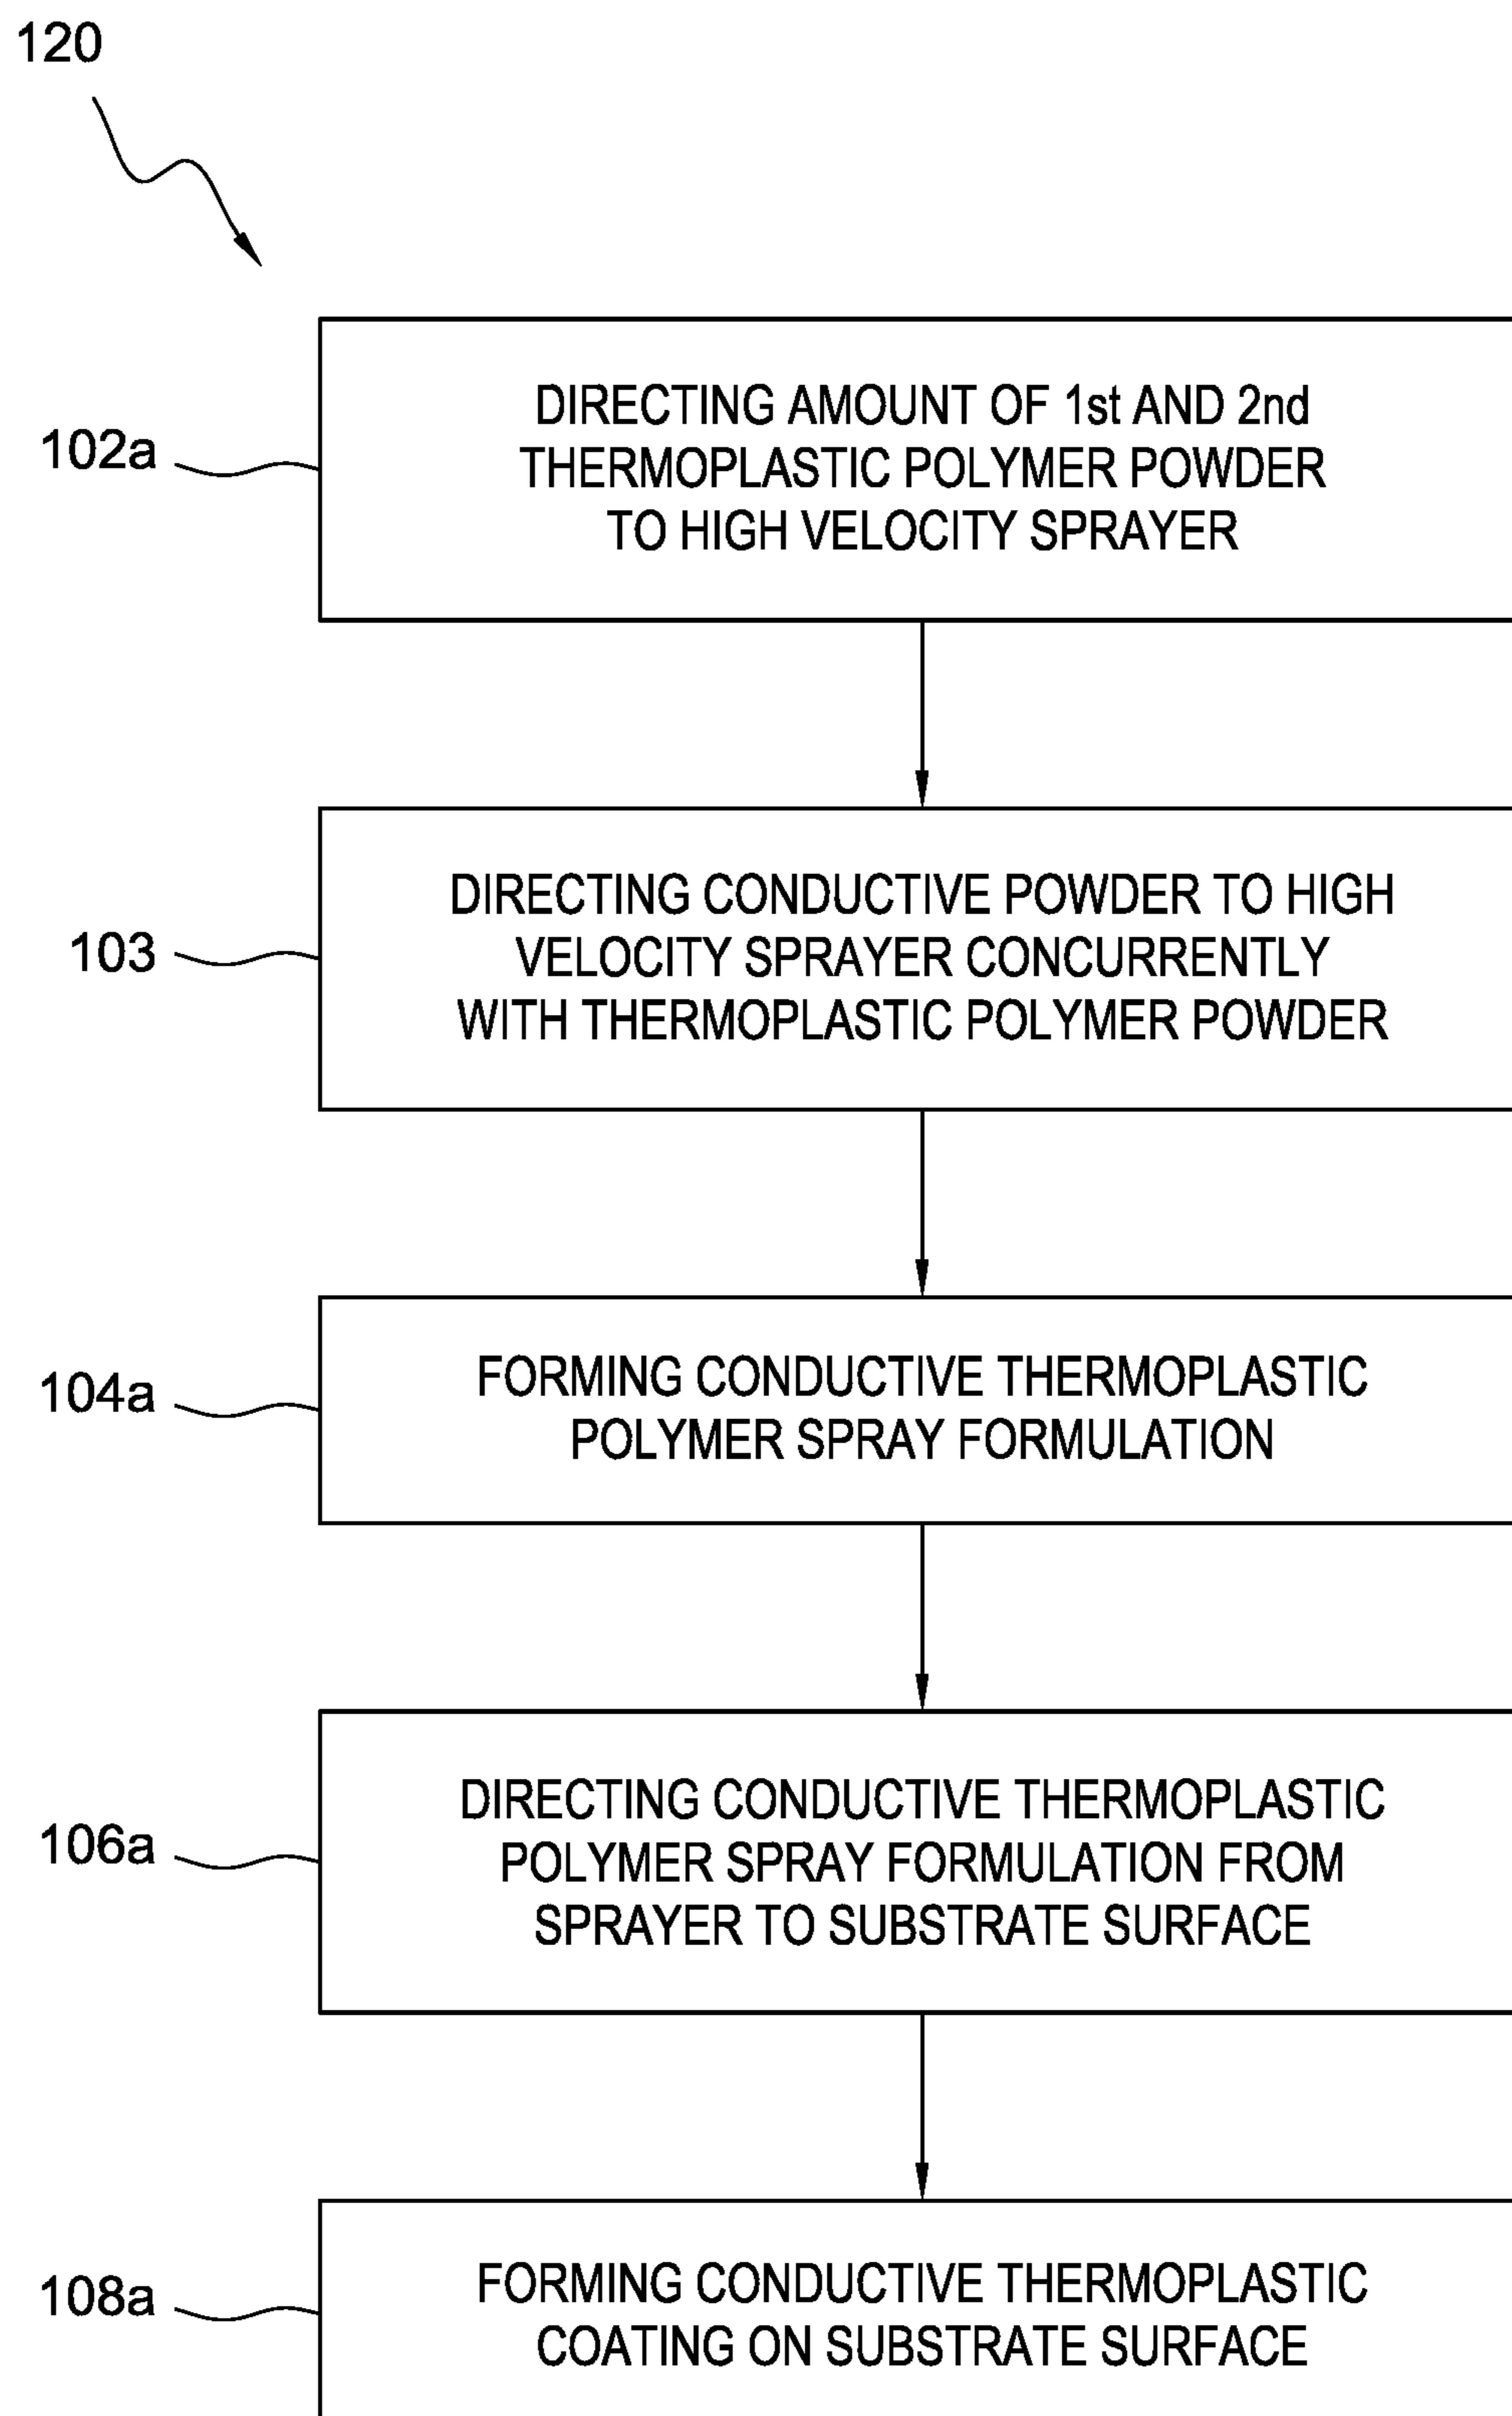 120
102a
DIRECTING AMOUNT OF 1st AND 2nd
THERMOPLASTIC POLYMER POWDER
TO HIGH VELOCITY SPRAYER
103
DIRECTING CONDUCTIVE POWDER TO HIGH
VELOCITY SPRAYER CONCURRENTLY
WITH THERMOPLASTIC POLYMER POWDER
104a
FORMING CONDUCTIVE THERMOPLASTIC
POLYMER SPRAY FORMULATION
106a
DIRECTING CONDUCTIVE THERMOPLASTIC
POLYMER SPRAY FORMULATION FROM
SPRAYER TO SUBSTRATE SURFACE
108a
FORMING CONDUCTIVE THERMOPLASTIC
COATING ON SUBSTRATE SURFACE